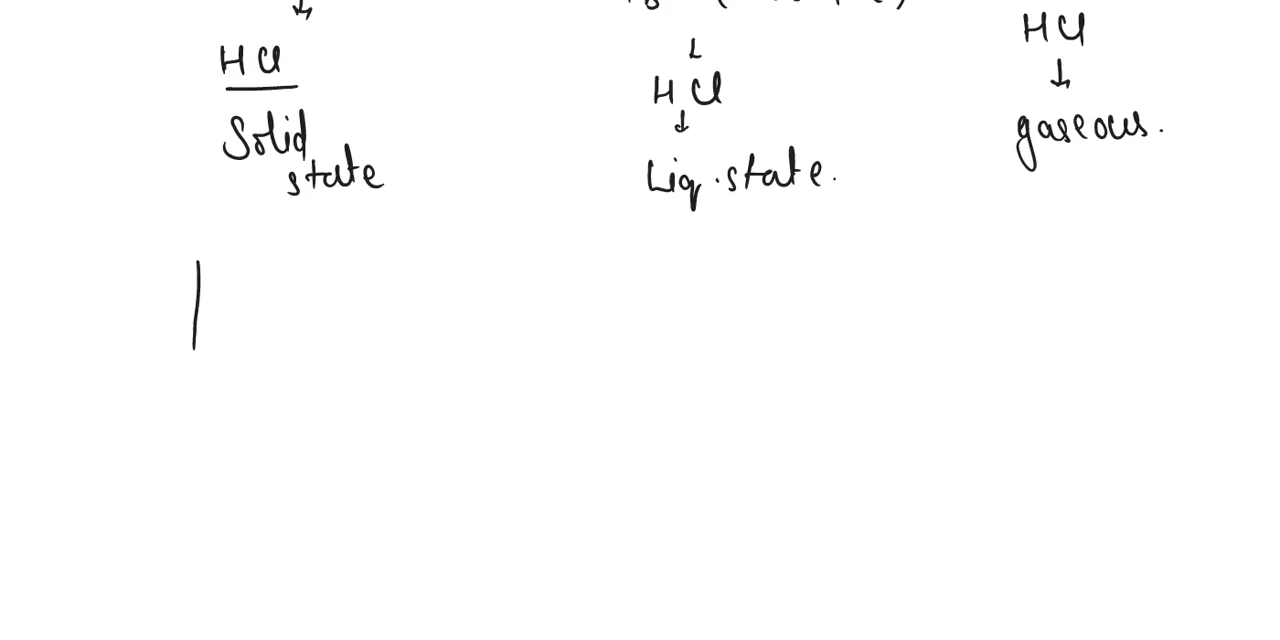 HCl
Solid
state
HCl
Liq. state.
HCl
gaseous.